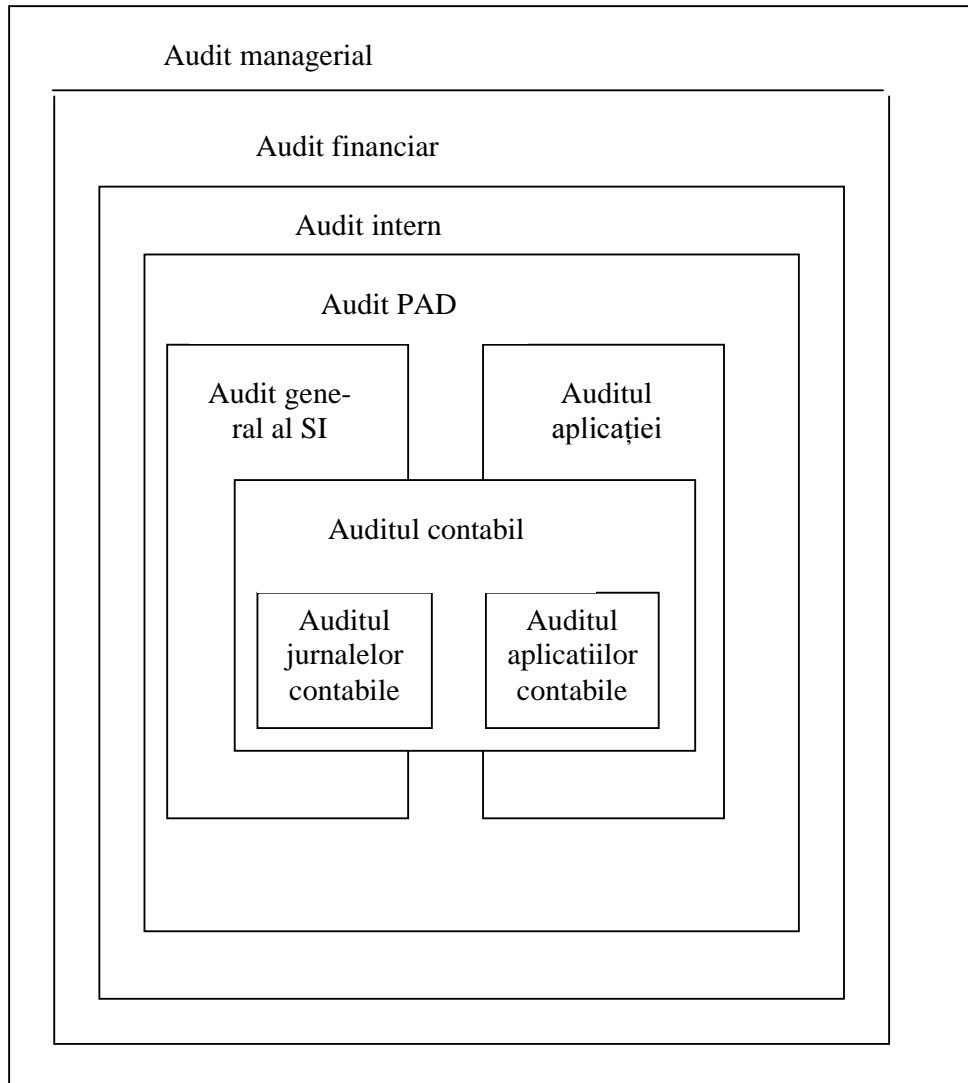 Audit managerial
Audit financiar
Audit intern
Audit PAD
Audit gene-
ral al SI
Auditul
aplicației
Auditul contabil
Auditul
jurnalelor
contabile
Auditul
aplicatiilor
contabile